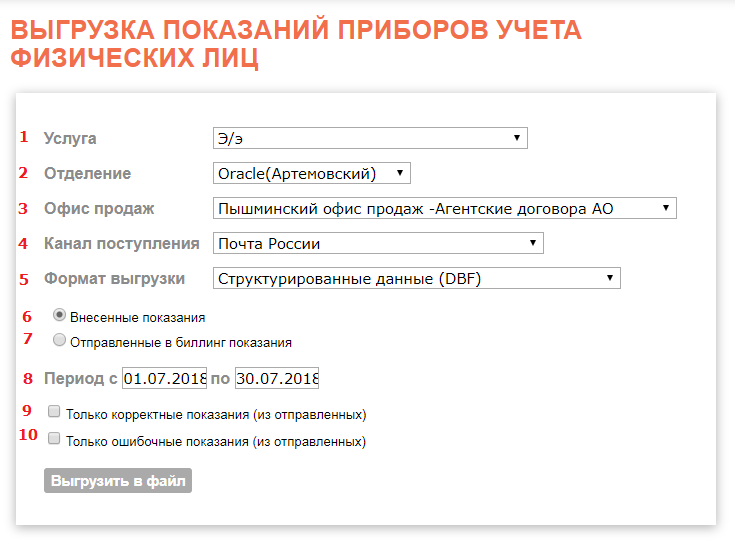 ВЫГРУЗКА ПОКАЗАНИЙ ПРИБОРОВ УЧЕТА
ФИЗИЧЕСКИХ ЛИЦ
1 Услуга Э/э
2 Отделение Oracle(Артемовский)
3 Офис продаж Пышминский офис продаж -Агентские договора АО
4 Канал поступления Почта России
5 Формат выгрузки Структурированные данные (DBF)
6 Внесенные показания
7 Отправленные в биллинг показания
8 Период с 01.07.2018 по 30.07.2018
9 Только корректные показания (из отправленных)
10 Только ошибочные показания (из отправленных)
Выгрузить в файл